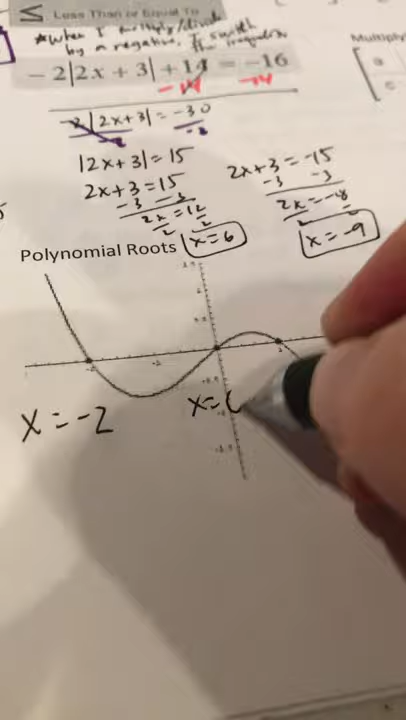 ≤ Less Than or Equal To
*when I multiply/divide
by a negative, I switch
the inequality
Multiply
-2|2x + 3| + 14 = -16
-14 -14
-2|2x+3| = -30
-2 -2
|2x+3| = 15
2x+3 = 15
-3 -3
2x = 12
2 2
x=6
2x+3 = -15
-3 -3
2x = -18
2
x = -9
Polynomial Roots
x = -2
x=